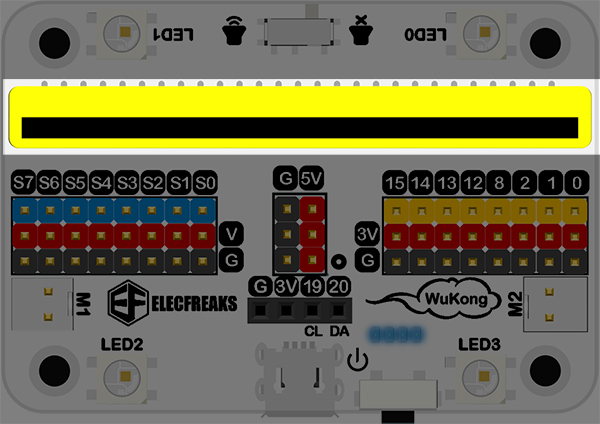 LED1 LED0
S7 S6 S5 S4 S3 S2 S1 S0 G 5V 15 14 13 12 8 2 1 0
V 3V
G G
G 3V 19 20
M1 EF ELECFREAKS WuKong M2
CL DA
LED2 LED3